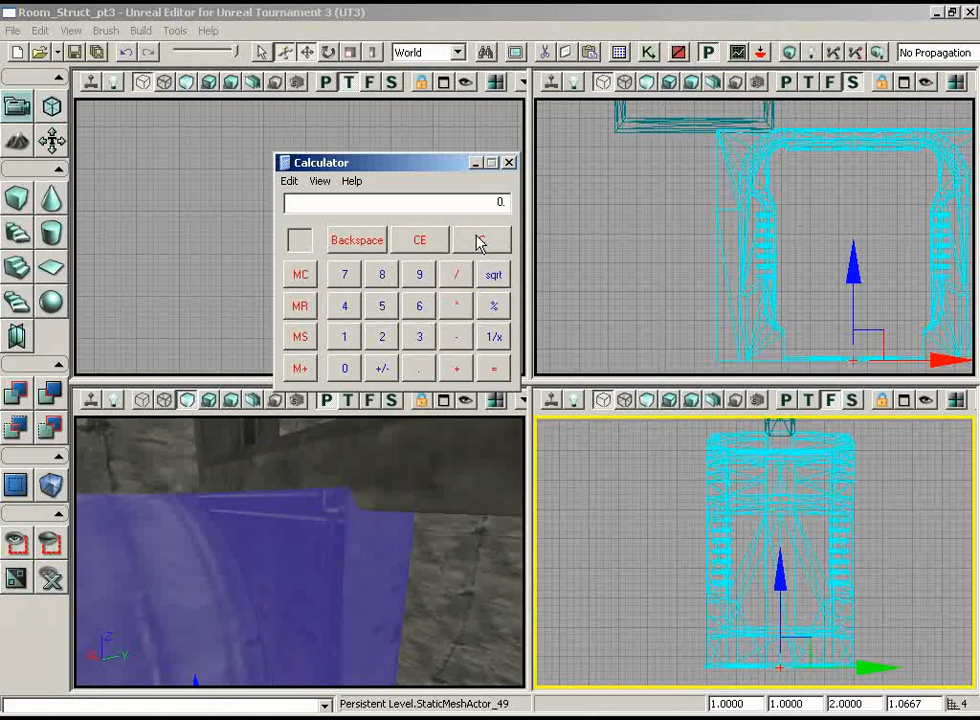 Room_Struct_pt3 - Unreal Editor for Unreal Tournament 3 (UT3)
File Edit View Brush Build Tools Help
World
K
P
No Propagation
P T F S
P T F S
Calculator
Edit View Help
0.
Backspace CE C
MC 7 8 9 / sqrt
MR 4 5 6 * %
MS 1 2 3 - 1/x
M+ 0 +/- . + =
P T F S
P T F S
Z
X Y
Persistent Level.StaticMeshActor_49
1.0000 1.0000 2.0000 1.0667 4